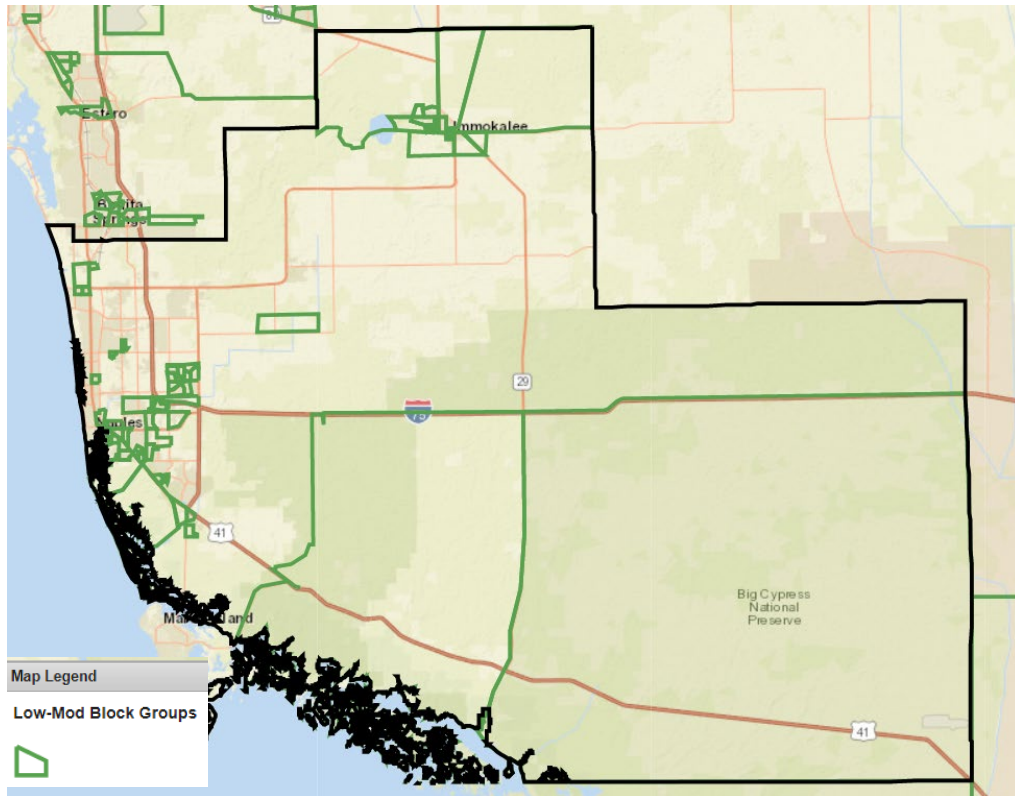 82
Estero
Immokalee
Bonita
Springs
29
75
Naples
41
Big Cypress
National
Preserve
Marco Island
Map Legend
Low-Mod Block Groups
41